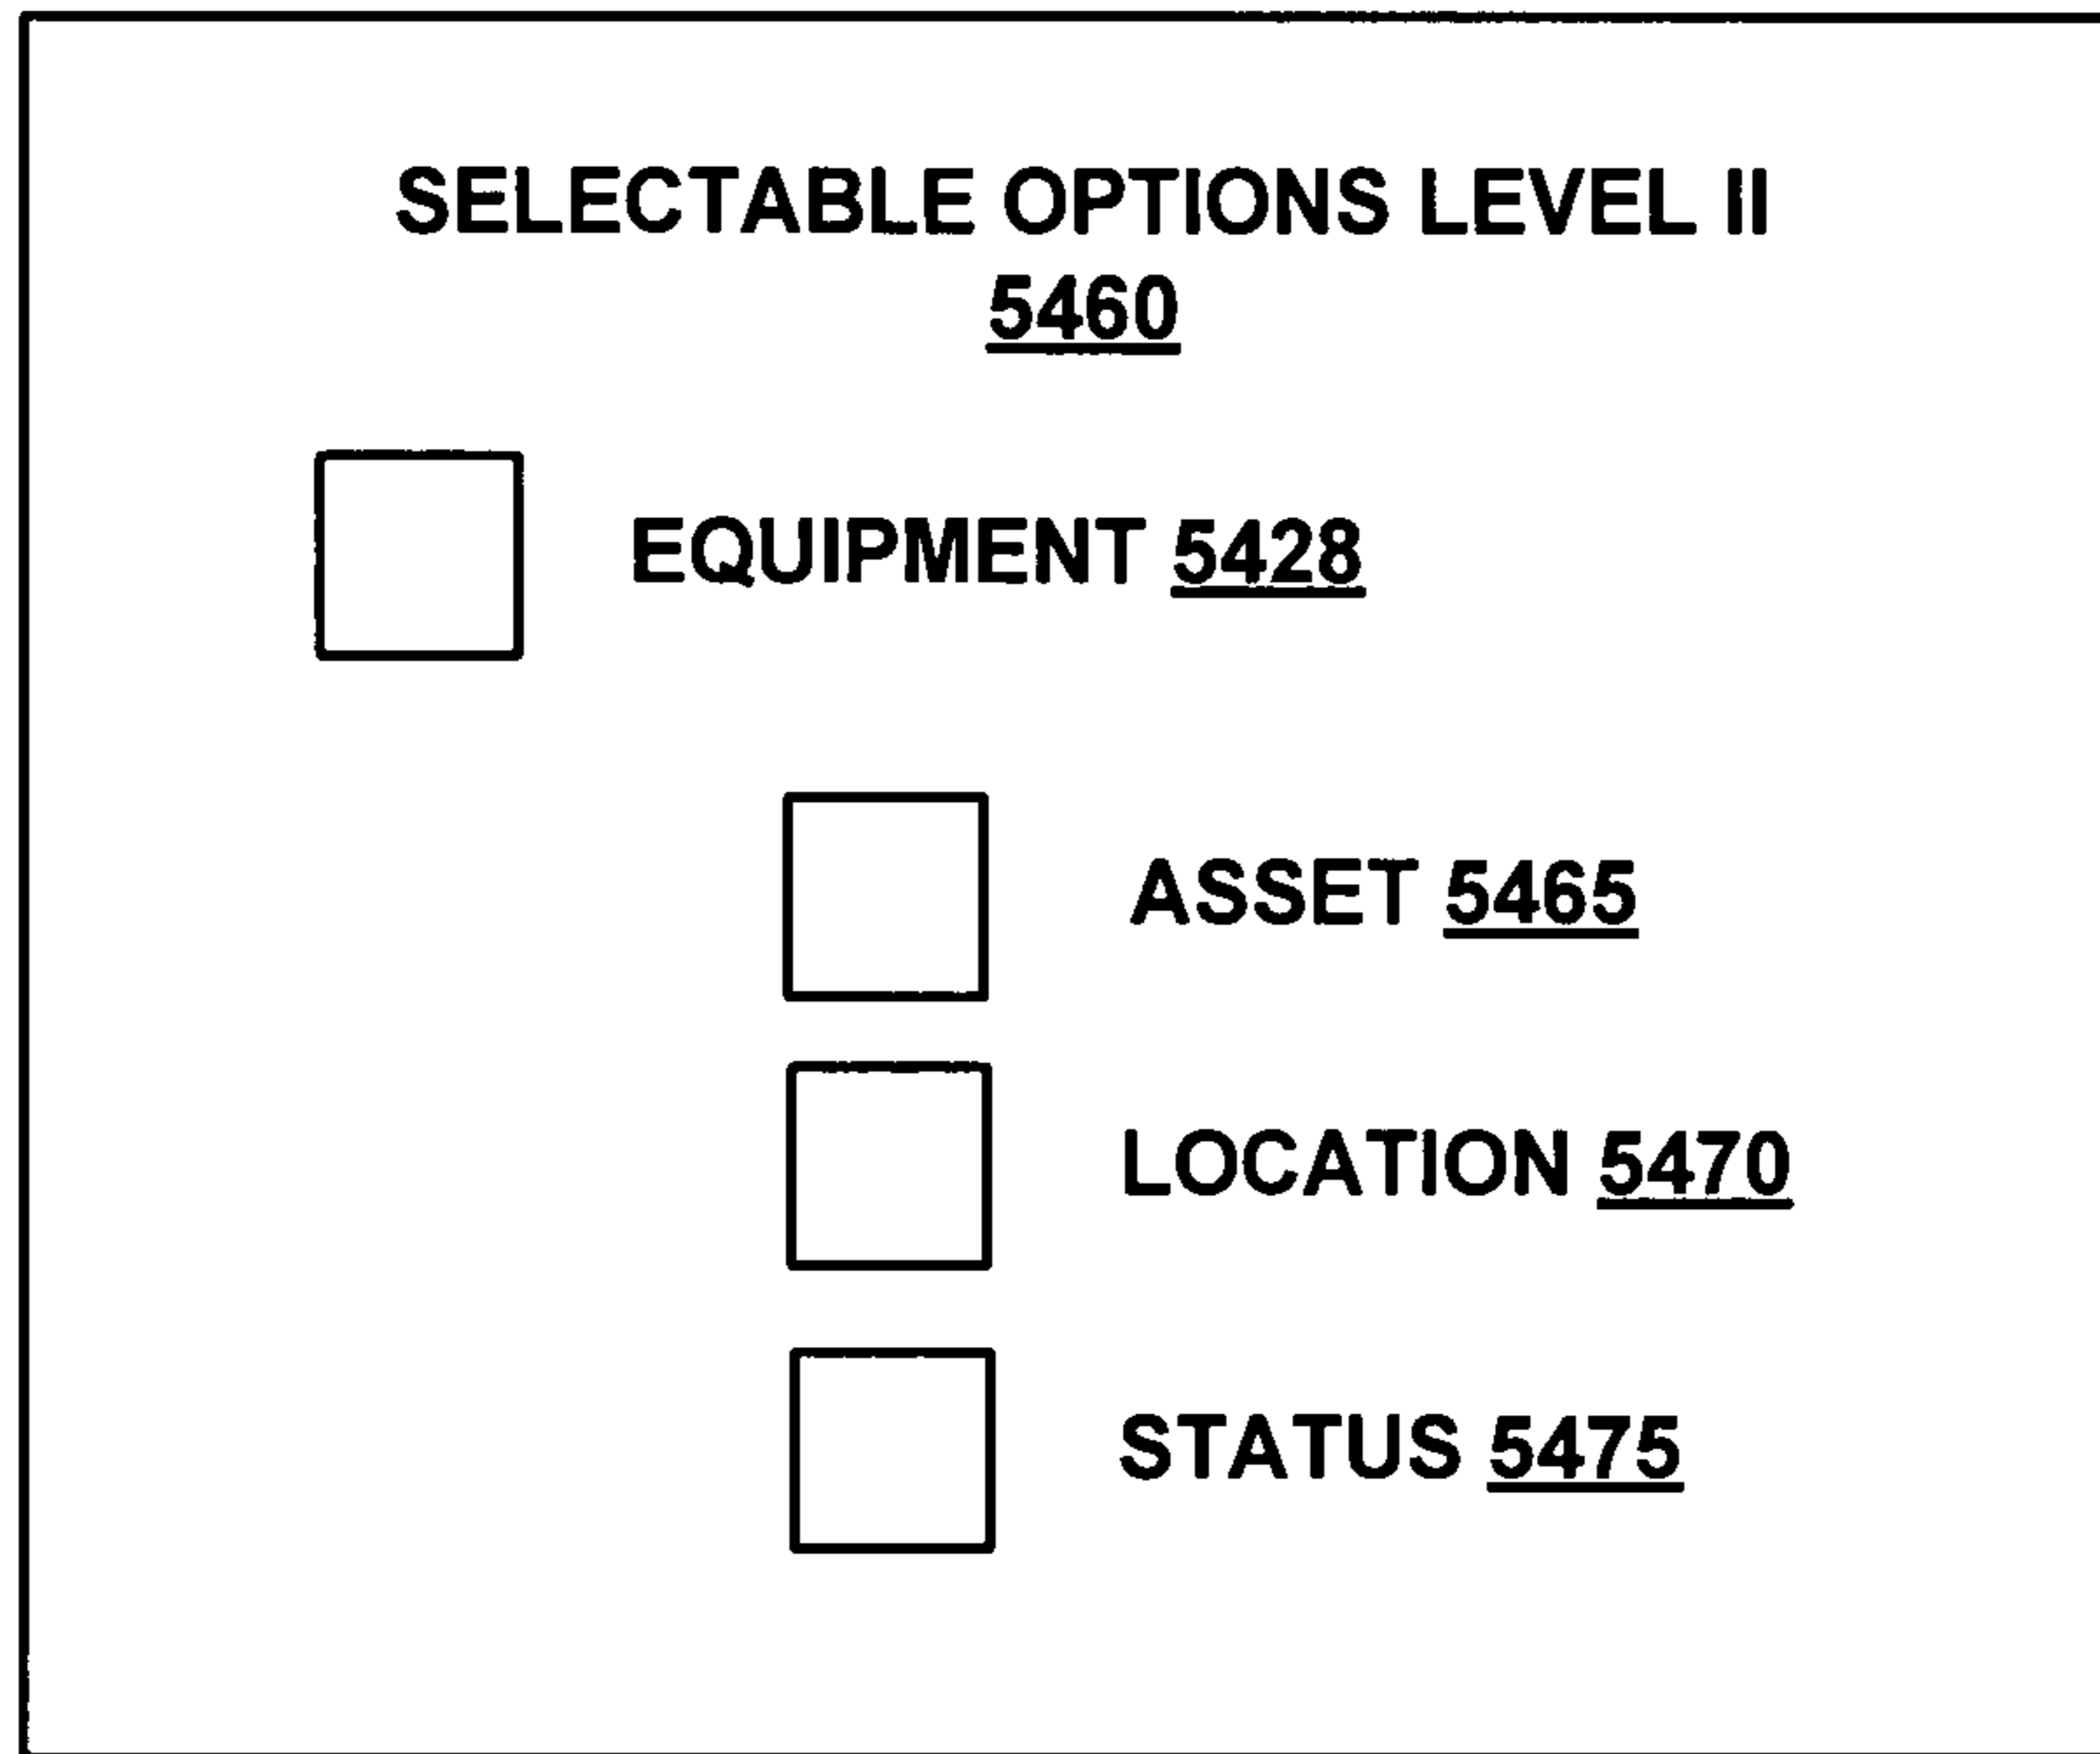 SELECTABLE OPTIONS LEVEL II
5460
EQUIPMENT 5428
ASSET 5465
LOCATION 5470
STATUS 5475